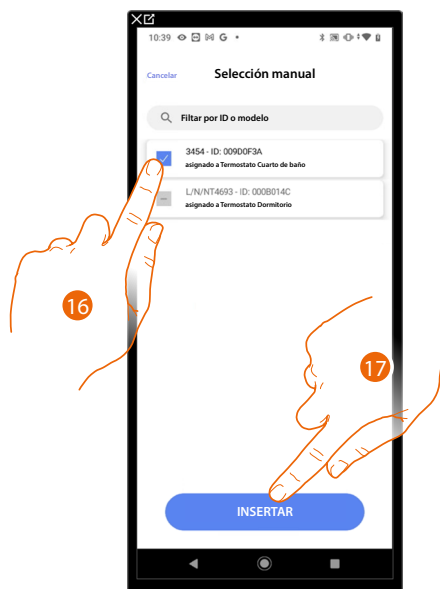 10:39 G
Cancelar Selección manual
Filtar por ID o modelo
3454 - ID: 009D0F3A
asignado a Termostato Cuarto de baño
L/N/NT4693 - ID: 000B014C
asignado a Termostato Dormitorio
16
17
INSERTAR